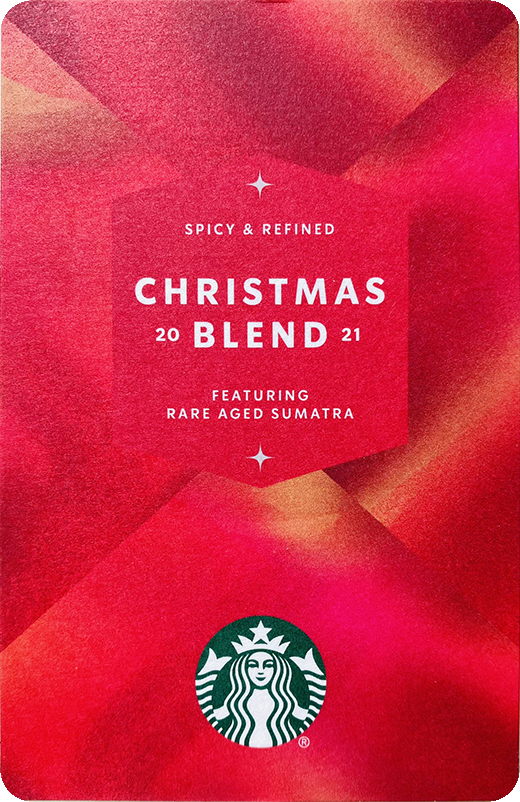 SPICY & REFINED
CHRISTMAS
20 BLEND 21
FEATURING
RARE AGED SUMATRA
®